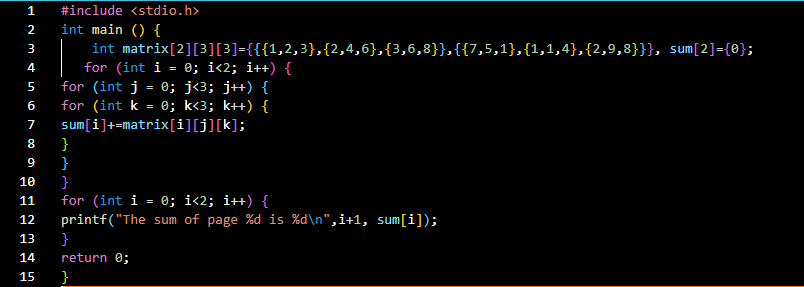 1 #include <stdio.h>
2 int main () {
3 int matrix[2][3][3]={{{1,2,3},{2,4,6},{3,6,8}},{{7,5,1},{1,1,4},{2,9,8}}}, sum[2]={0};
4 for (int i = 0; i<2; i++) {
5 for (int j = 0; j<3; j++) {
6 for (int k = 0; k<3; k++) {
7 sum[i]+=matrix[i][j][k];
8 }
9 }
10 }
11 for (int i = 0; i<2; i++) {
12 printf("The sum of page %d is %d\n",i+1, sum[i]);
13 }
14 return 0;
15 }